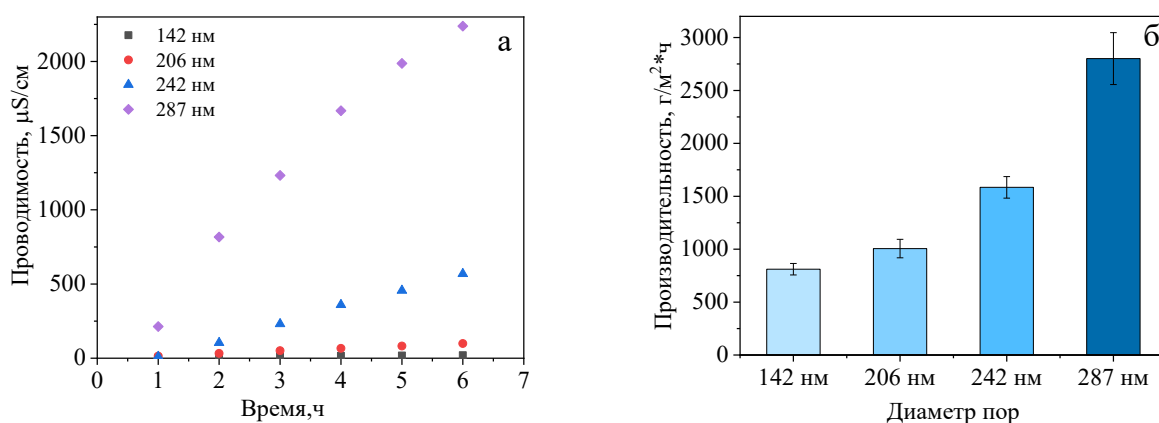 а
142 нм
206 нм
242 нм
287 нм
Проводимость, µS/см
2000
1500
1000
500
0
0 1 2 3 4 5 6 7
Время,ч
б
Производительность, г/м²*ч
3000
2500
2000
1500
1000
500
0
142 нм 206 нм 242 нм 287 нм
Диаметр пор